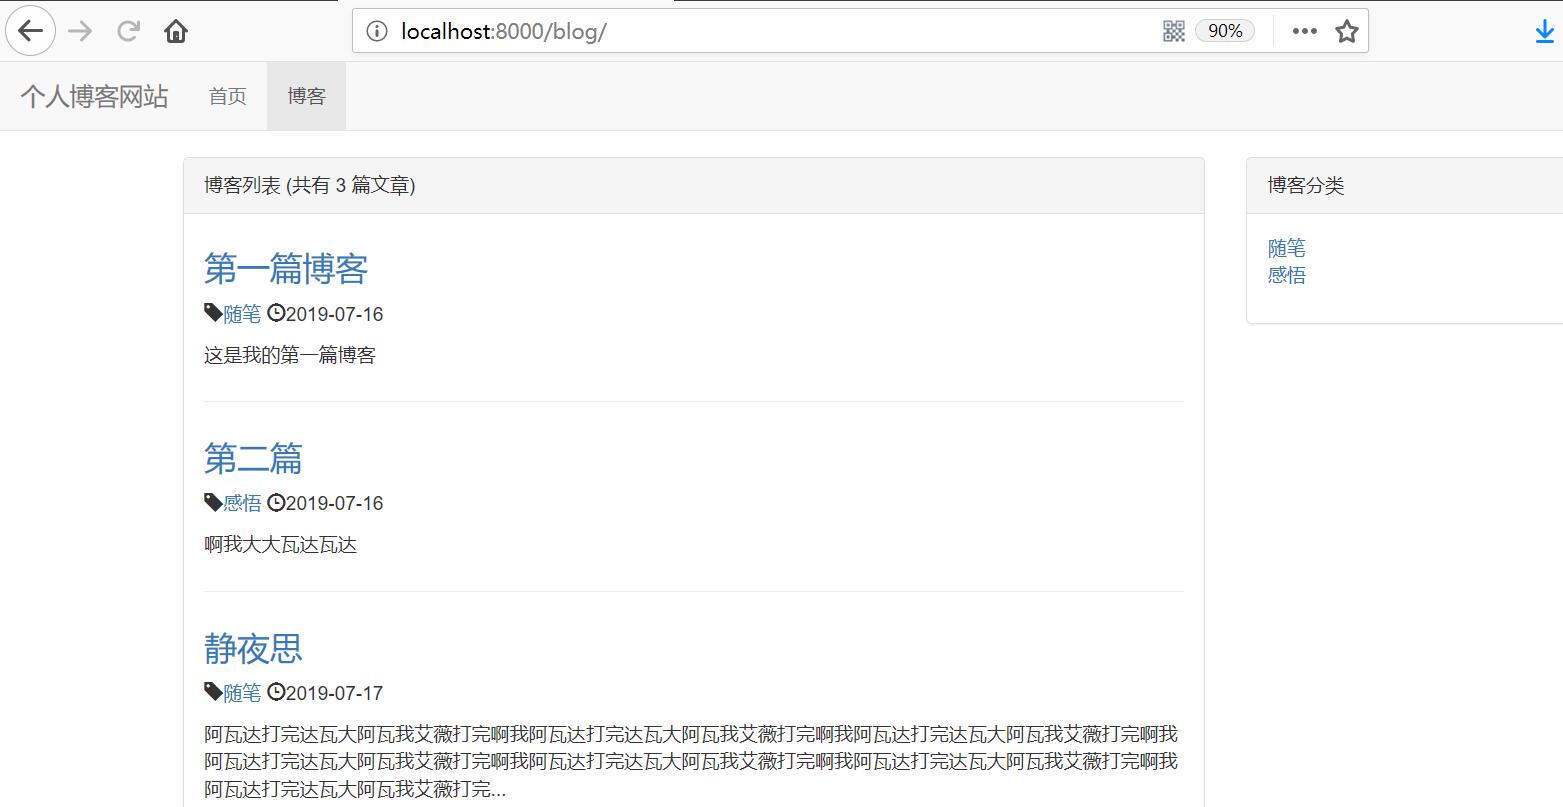 localhost:8000/blog/
90%
个人博客网站
首页
博客
博客列表 (共有 3 篇文章)
第一篇博客
随笔 2019-07-16
这是我的第一篇博客
第二篇
感悟 2019-07-16
啊我大大瓦达瓦达
静夜思
随笔 2019-07-17
阿瓦达打完达瓦大阿瓦我艾薇打完啊我阿瓦达打完达瓦大阿瓦我艾薇打完啊我阿瓦达打完达瓦大阿瓦我艾薇打完啊我
阿瓦达打完达瓦大阿瓦我艾薇打完啊我阿瓦达打完达瓦大阿瓦我艾薇打完啊我阿瓦达打完达瓦大阿瓦我艾薇打完啊我
阿瓦达打完达瓦大阿瓦我艾薇打完...
博客分类
随笔
感悟